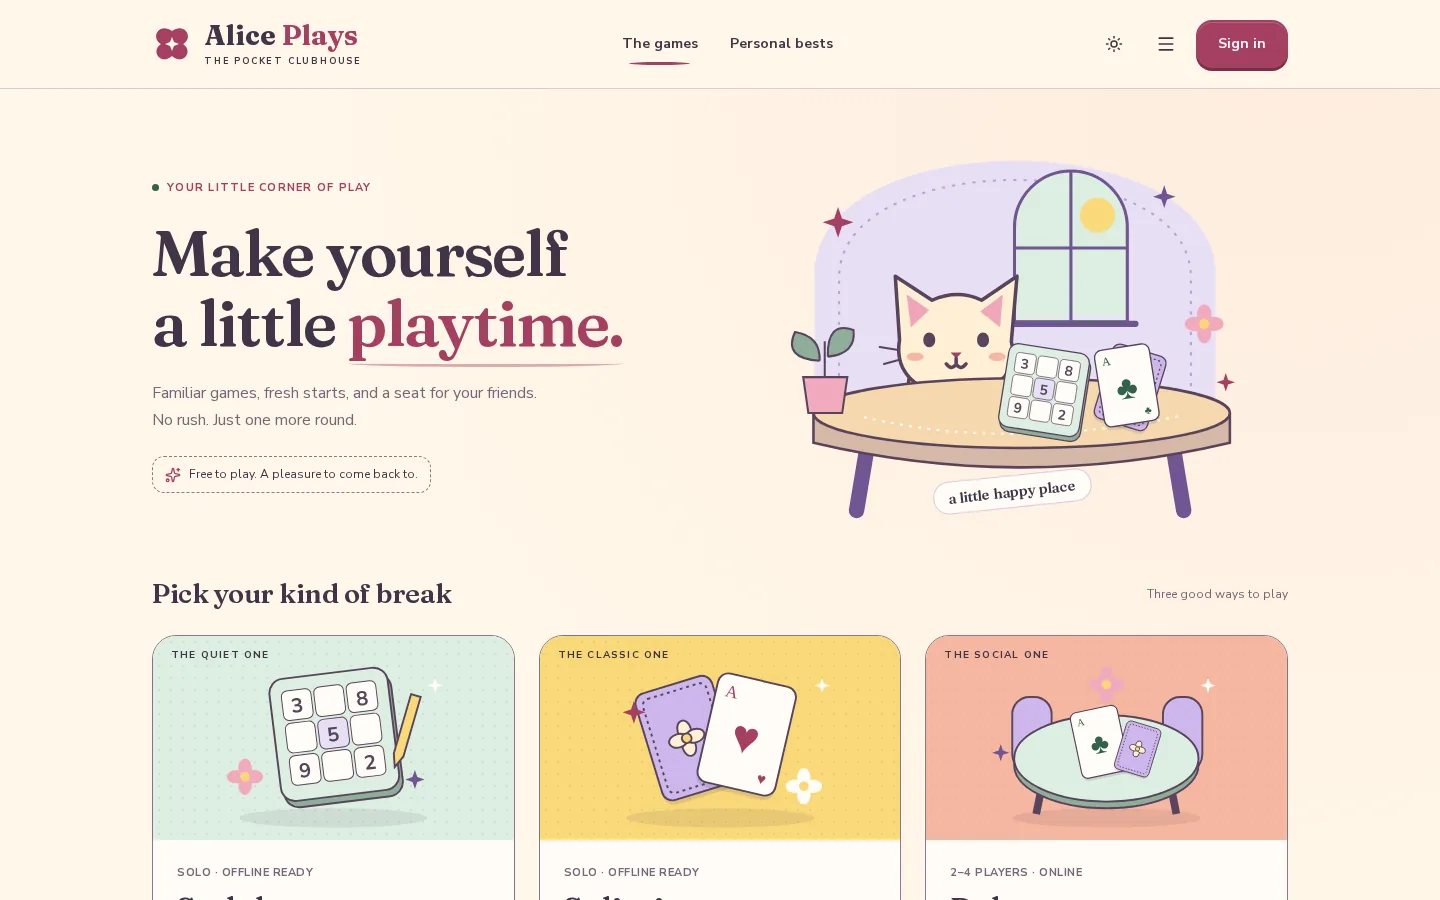 Alice Plays
THE POCKET CLUBHOUSE
The games
Personal bests
Sign in
YOUR LITTLE CORNER OF PLAY
Make yourself
a little playtime.
Familiar games, fresh starts, and a seat for your friends.
No rush. Just one more round.
Free to play. A pleasure to come back to.
3 8
5
9 2
A
a little happy place
Pick your kind of break
Three good ways to play
THE QUIET ONE
3 8
5
9 2
SOLO · OFFLINE READY
THE CLASSIC ONE
A
SOLO · OFFLINE READY
THE SOCIAL ONE
A
2–4 PLAYERS · ONLINE